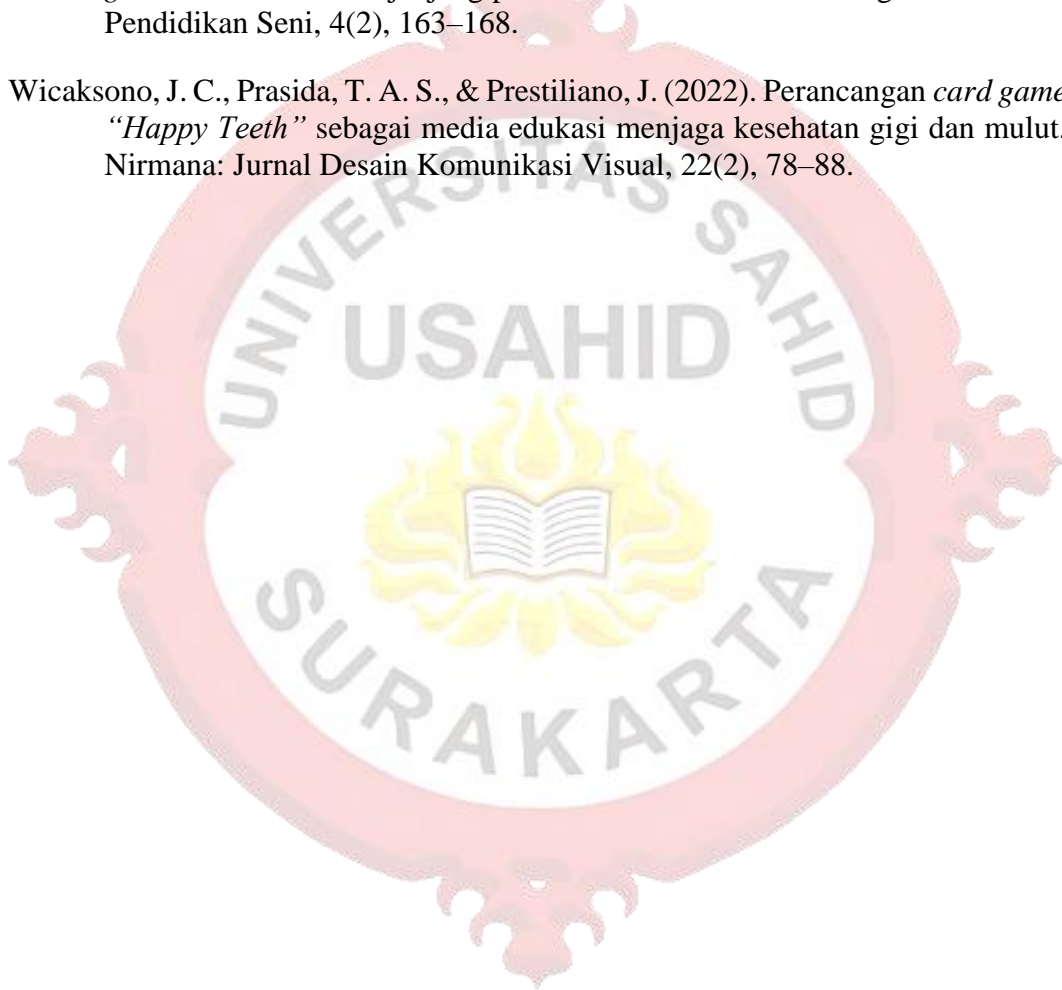 Pendidikan Seni, 4(2), 163–168.
Wicaksono, J. C., Prasida, T. A. S., & Prestiliano, J. (2022). Perancangan card game
“Happy Teeth” sebagai media edukasi menjaga kesehatan gigi dan mulut.
Nirmana: Jurnal Desain Komunikasi Visual, 22(2), 78–88.
UNIVERSITAS SAHID
USAHID
SURAKARTA